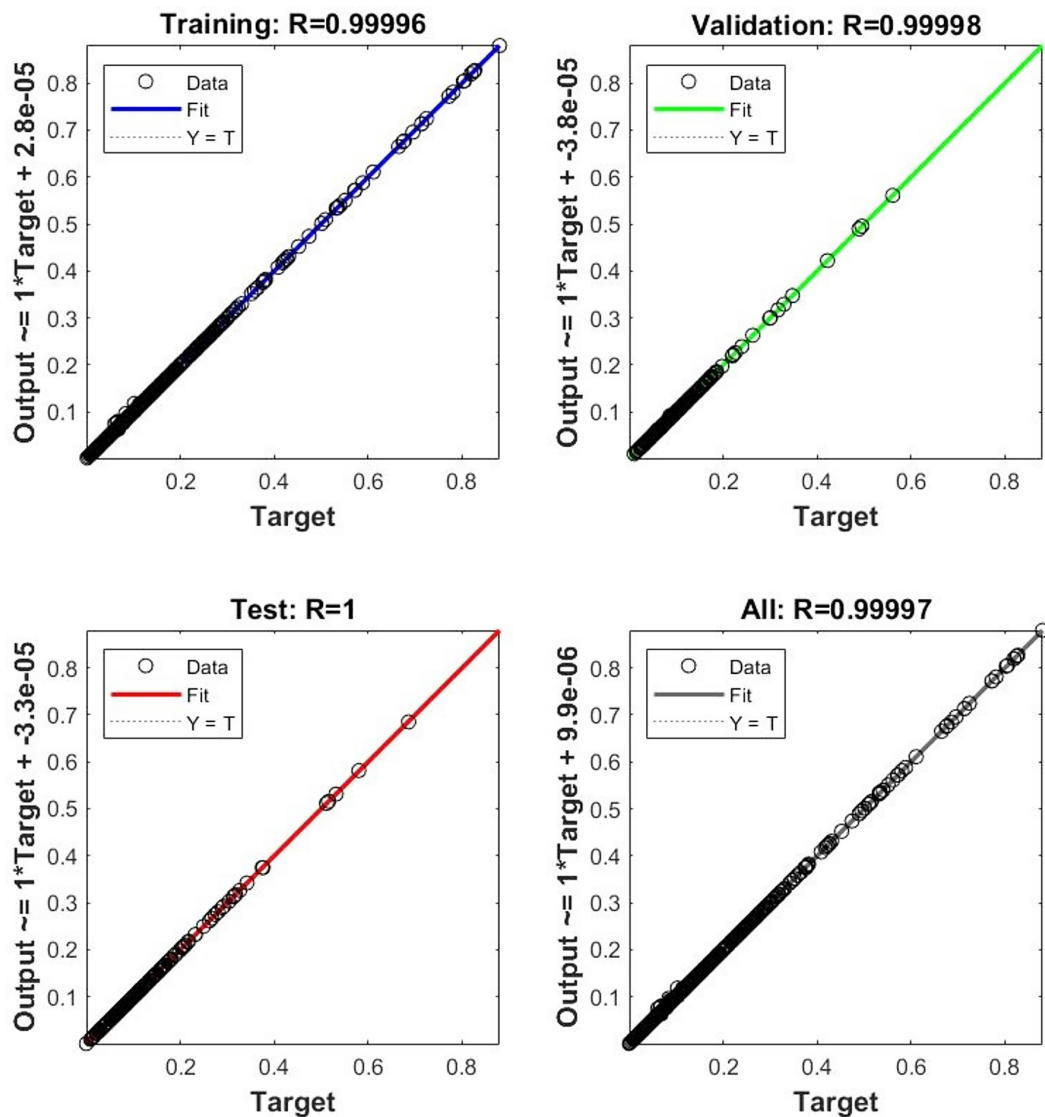 Training: R=0.99996
Output ~= 1*Target + 2.8e-05
Data
Fit
Y = T
0.8
0.7
0.6
0.5
0.4
0.3
0.2
0.1
0.2
0.4
0.6
0.8
Target
Validation: R=0.99998
Output ~= 1*Target + -3.8e-05
Data
Fit
Y = T
0.8
0.7
0.6
0.5
0.4
0.3
0.2
0.1
0.2
0.4
0.6
0.8
Target
Test: R=1
Output ~= 1*Target + -3.3e-05
Data
Fit
Y = T
0.8
0.7
0.6
0.5
0.4
0.3
0.2
0.1
0.2
0.4
0.6
0.8
Target
All: R=0.99997
Output ~= 1*Target + 9.9e-06
Data
Fit
Y = T
0.8
0.7
0.6
0.5
0.4
0.3
0.2
0.1
0.2
0.4
0.6
0.8
Target